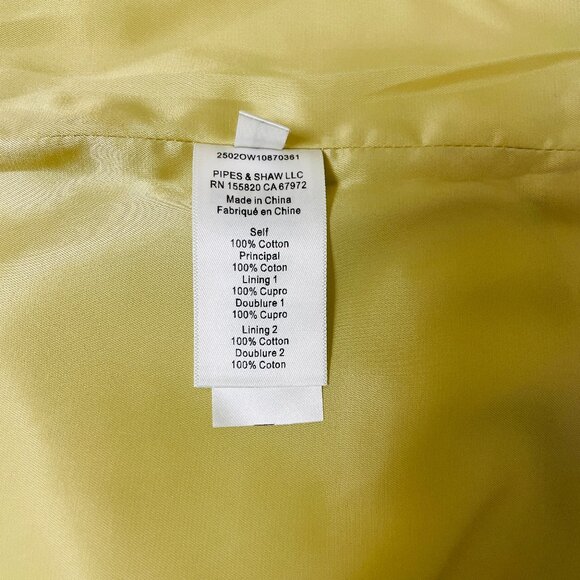 2502OW10870361
PIPES & SHAW LLC
RN 155820 CA 67972
Made in China
Fabriqué en Chine
Self
100% Cotton
Principal
100% Coton
Lining 1
100% Cupro
Doublure 1
100% Cupro
Lining 2
100% Cotton
Doublure 2
100% Coton